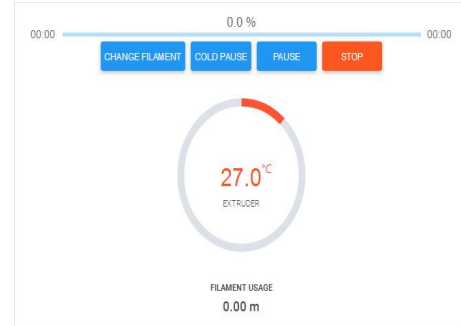 0.0 %
00:00 00:00
CHANGE FILAMENT COLD PAUSE PAUSE STOP
27.0°C
EXTRUDER
FILAMENT USAGE
0.00 m